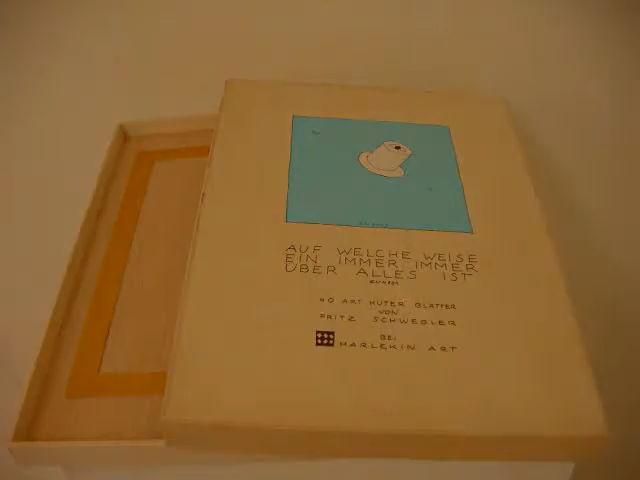 AUF WELCHE WEISE
EIN IMMER IMMER
ÜBER ALLES IST
40 ART HUTER BLÄTTER
VON
FRITZ SCHWEGLER
BEI
HARLEKIN ART